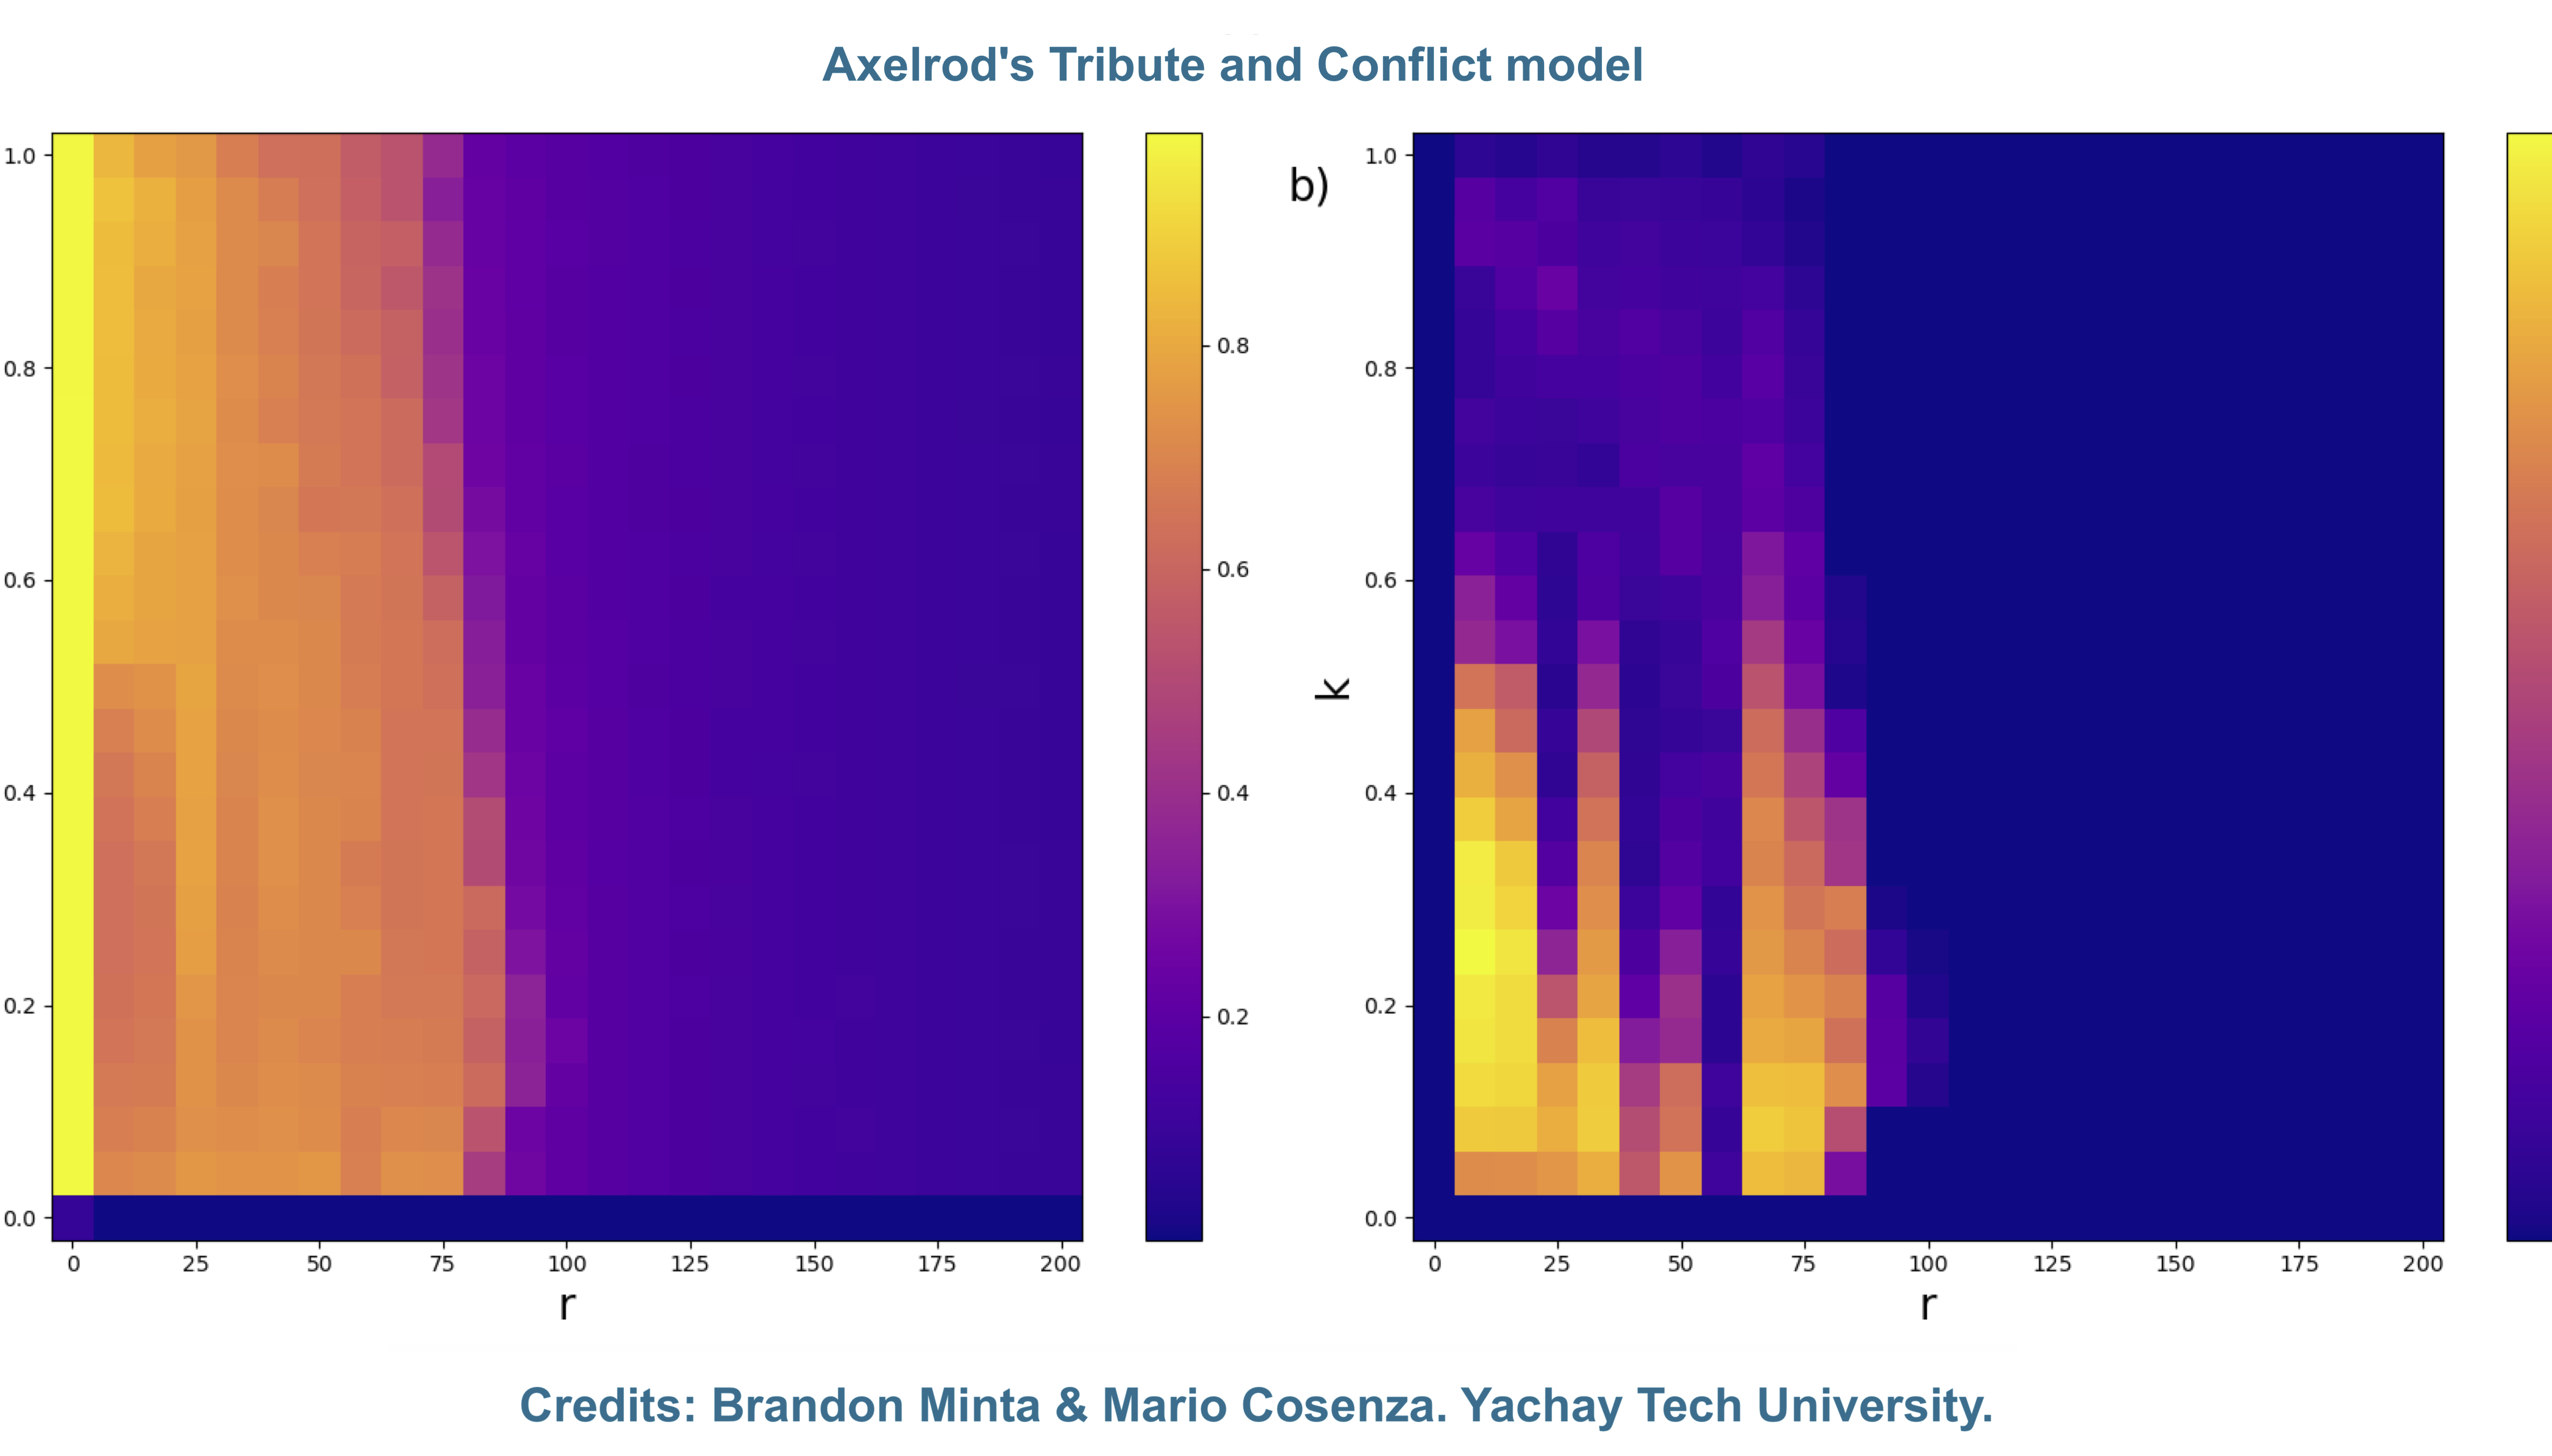 Axelrod's Tribute and Conflict model
1.0
0.8
0.6
0.4
0.2
0.0
0 25 50 75 100 125 150 175 200
r
0.8
0.6
0.4
0.2
b)
k
1.0
0.8
0.6
0.4
0.2
0.0
0 25 50 75 100 125 150 175 200
r
Credits: Brandon Minta & Mario Cosenza. Yachay Tech University.